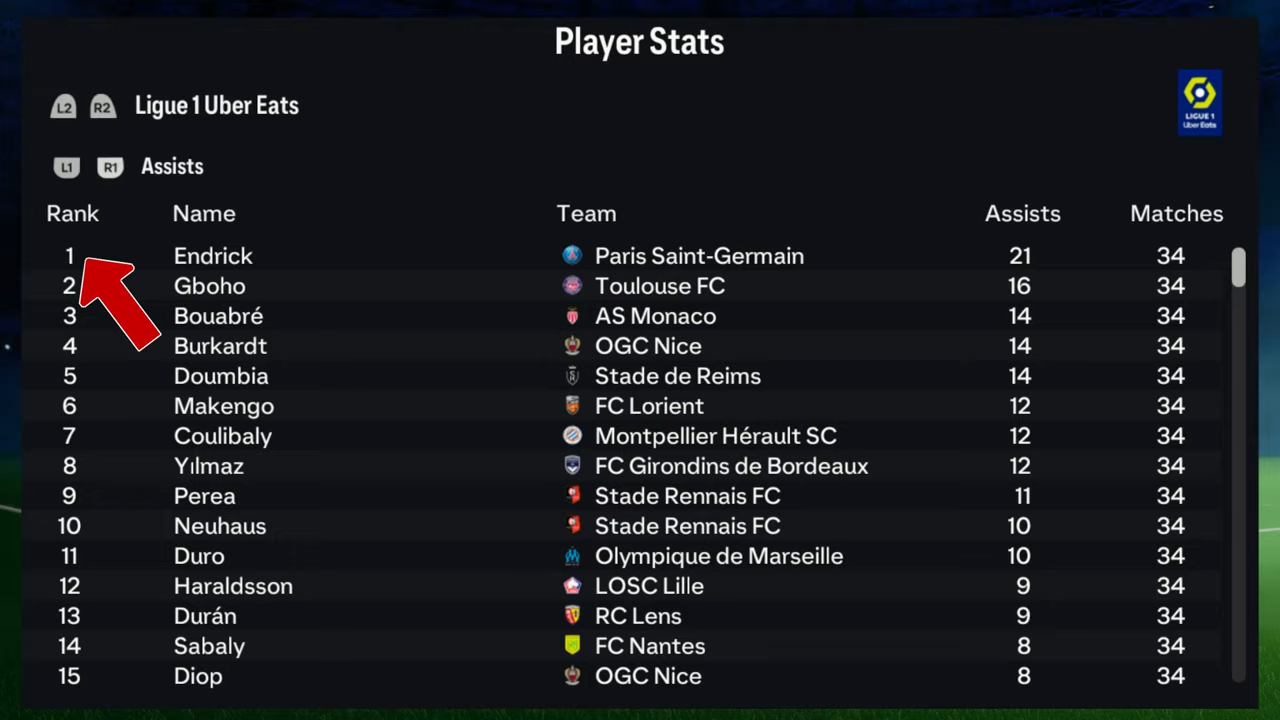 Player Stats
L2 R2 Ligue 1 Uber Eats
LIGUE 1
Uber Eats
L1 R1 Assists
Rank Name Team Assists Matches
1 Endrick Paris Saint-Germain 21 34
2 Gboho Toulouse FC 16 34
3 Bouabré AS Monaco 14 34
4 Burkardt OGC Nice 14 34
5 Doumbia Stade de Reims 14 34
6 Makengo FC Lorient 12 34
7 Coulibaly Montpellier Hérault SC 12 34
8 Yılmaz FC Girondins de Bordeaux 12 34
9 Perea Stade Rennais FC 11 34
10 Neuhaus Stade Rennais FC 10 34
11 Duro Olympique de Marseille 10 34
12 Haraldsson LOSC Lille 9 34
13 Durán RC Lens 9 34
14 Sabaly FC Nantes 8 34
15 Diop OGC Nice 8 34